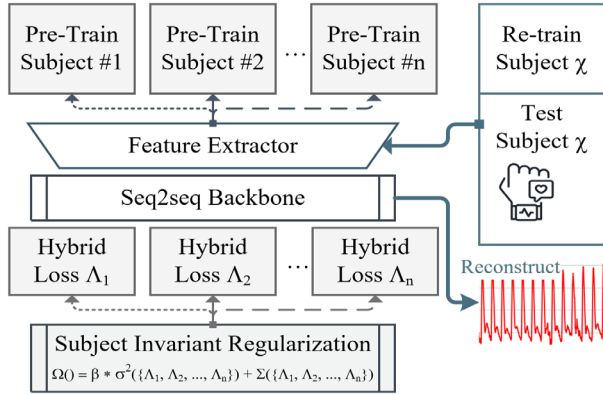 Pre-Train
Subject #1
Pre-Train
Subject #2
...
Pre-Train
Subject #n
Re-train
Subject χ
Test
Subject χ
Feature Extractor
Seq2seq Backbone
Hybrid
Loss Λ₁
Hybrid
Loss Λ₂
...
Hybrid
Loss Λₙ
Reconstruct
Subject Invariant Regularization
Ω() = β * σ²({Λ₁, Λ₂, ..., Λₙ}) + Σ({Λ₁, Λ₂, ..., Λₙ})